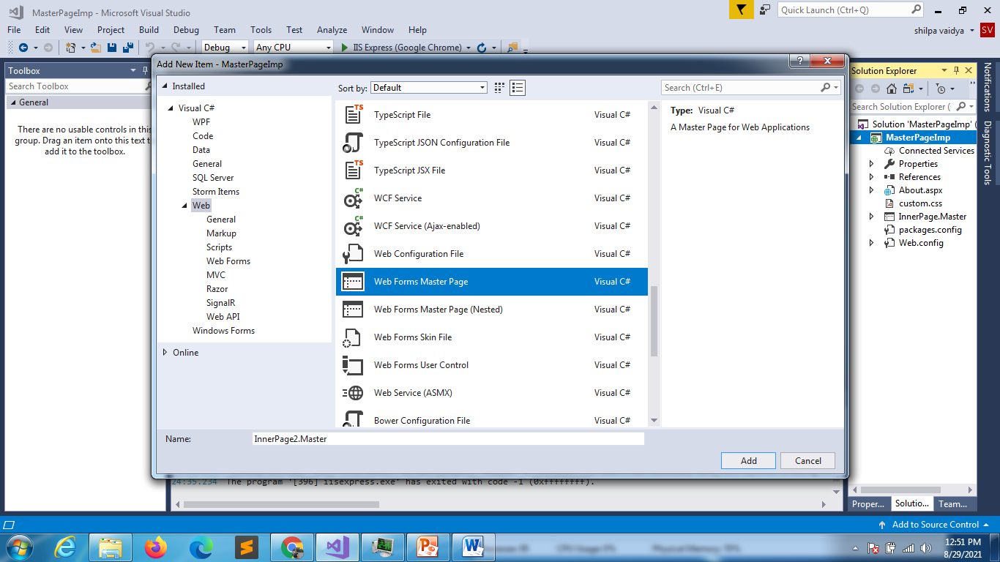 MasterPageImp - Microsoft Visual Studio
Quick Launch (Ctrl+Q)
File Edit View Project Build Debug Team Tools Test Analyze Window Help
shilpa vaidya SV
Debug Any CPU IIS Express (Google Chrome)
Toolbox
Search Toolbox
General
There are no usable controls in this
group. Drag an item onto this text t
add it to the toolbox.
Add New Item - MasterPageImp
Installed
Visual C#
WPF
Code
Data
General
SQL Server
Storm Items
Web
General
Markup
Scripts
Web Forms
MVC
Razor
SignalR
Web API
Windows Forms
Online
Sort by: Default
Search (Ctrl+E)
TypeScript File Visual C#
TypeScript JSON Configuration File Visual C#
TypeScript JSX File Visual C#
WCF Service Visual C#
WCF Service (Ajax-enabled) Visual C#
Web Configuration File Visual C#
Web Forms Master Page Visual C#
Web Forms Master Page (Nested) Visual C#
Web Forms Skin File Visual C#
Web Forms User Control Visual C#
Web Service (ASMX) Visual C#
Bower Configuration File Visual C#
Type: Visual C#
A Master Page for Web Applications
Name: InnerPage2.Master
Add Cancel
24:35.234 The program '[396] iisexpress.exe' has exited with code -1 (0xffffffff).
Solution Explorer
Search Solution Explorer (
Solution 'MasterPageImp' (
MasterPageImp
Connected Services
Properties
References
About.aspx
custom.css
InnerPage.Master
packages.config
Web.config
Proper... Solutio... Team...
Notifications
Diagnostic Tools
Add to Source Control
CPU Usage: 0%
Physical Memory: 70%
12:51 PM
8/29/2021